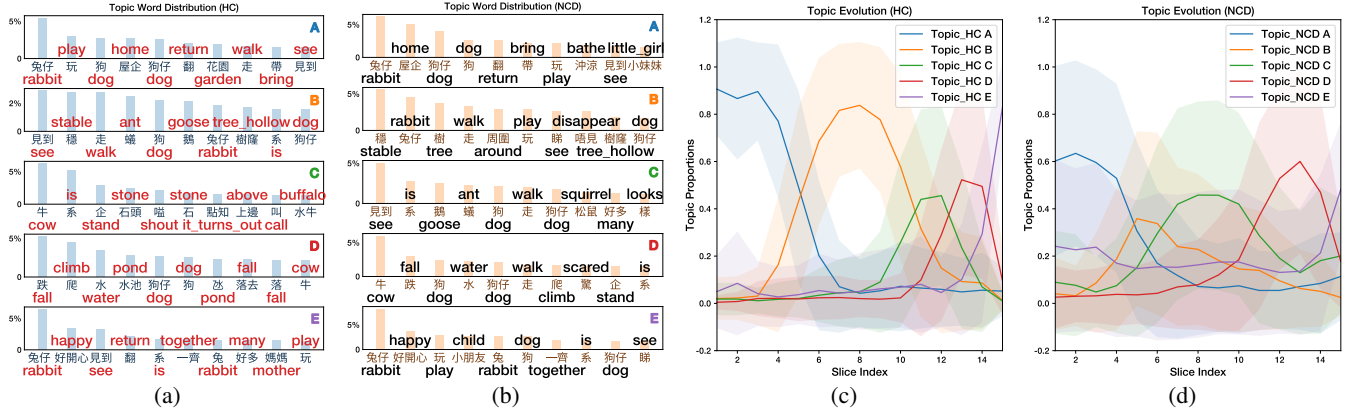 Topic Word Distribution (HC)
5%
A
play home return walk see
兔仔 玩 狗 屋企 狗仔 翻 花園 走 帶 見到
rabbit dog dog garden bring
2%
0
B
stable ant goose tree_hollow dog
見到 穩 走 蟻 狗 鵝 兔仔 樹窿 系 狗仔
see walk dog rabbit is
5%
0
C
is stone stone above buffalo
牛 系 企 石頭 嗌 石 點知 上邊 叫 水牛
cow stand shout it_turns_out call
5%
0
D
climb pond dog fall cow
跌 爬 水 水池 狗仔 狗 氹 落去 落 牛
fall water dog pond fall
5%
0
E
happy return together many play
兔仔 好開心 見到 翻 系 一齊 兔 好多 媽媽 玩
rabbit see is rabbit mother
(a)
Topic Word Distribution (NCD)
5%
0
A
home dog bring bathe little_girl
兔仔 屋企 狗仔 狗 翻 帶 玩 沖涼 見到 小妹妹
rabbit dog return play see
5%
0
B
rabbit walk play disappear dog
穩 兔仔 樹 走 周圍 玩 睇 唔見 樹窿 狗仔
stable tree around see tree_hollow
5%
0
C
is ant walk squirrel looks
見到 系 鵝 蟻 狗 走 狗仔 松鼠 好多 樣
see goose dog dog many
5%
0
D
fall water walk scared is
牛 跌 狗 水 狗仔 走 爬 驚 企 系
cow dog dog climb stand
5%
0
E
happy child dog is see
兔仔 好開心 玩 小朋友 兔 狗 一齊 系 狗仔 睇
rabbit play rabbit together dog
(b)
Topic Evolution (HC)
Topic Proportions
1.2
1.0
0.8
0.6
0.4
0.2
0.0
-0.2
Topic_HC A
Topic_HC B
Topic_HC C
Topic_HC D
Topic_HC E
2 4 6 8 10 12 14
Slice Index
(c)
Topic Evolution (NCD)
Topic Proportions
1.2
1.0
0.8
0.6
0.4
0.2
0.0
-0.2
Topic_NCD A
Topic_NCD B
Topic_NCD C
Topic_NCD D
Topic_NCD E
2 4 6 8 10 12 14
Slice Index
(d)